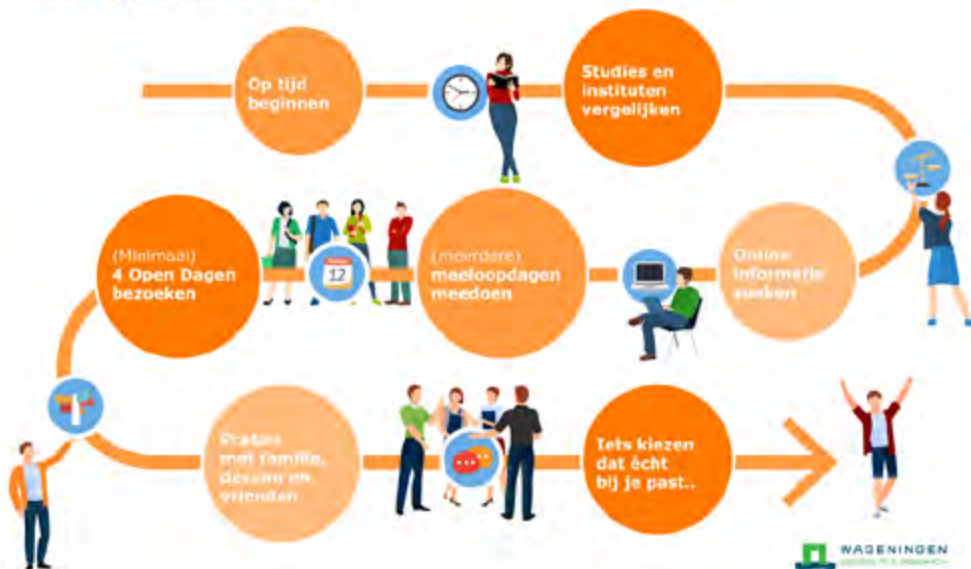 Op tijd
beginnen
Studies en
instituten
vergelijken
Online
informatie
zoeken
(meerdere)
meeloopdagen
meedoen
12
(Minimaal)
4 Open Dagen
bezoeken
Praten
met familie,
decaan en
vrienden
Iets kiezen
dat écht
bij je past..
WAGENINGEN